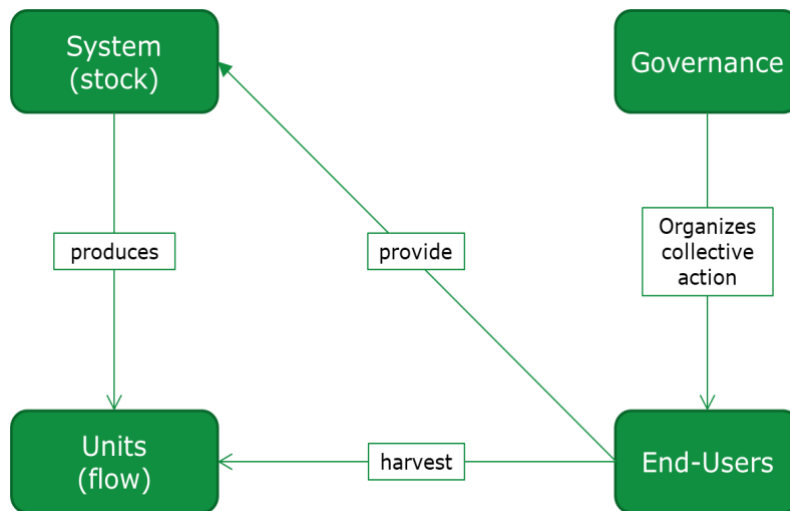 System
(stock)
Governance
produces
provide
Organizes
collective
action
Units
(flow)
harvest
End-Users